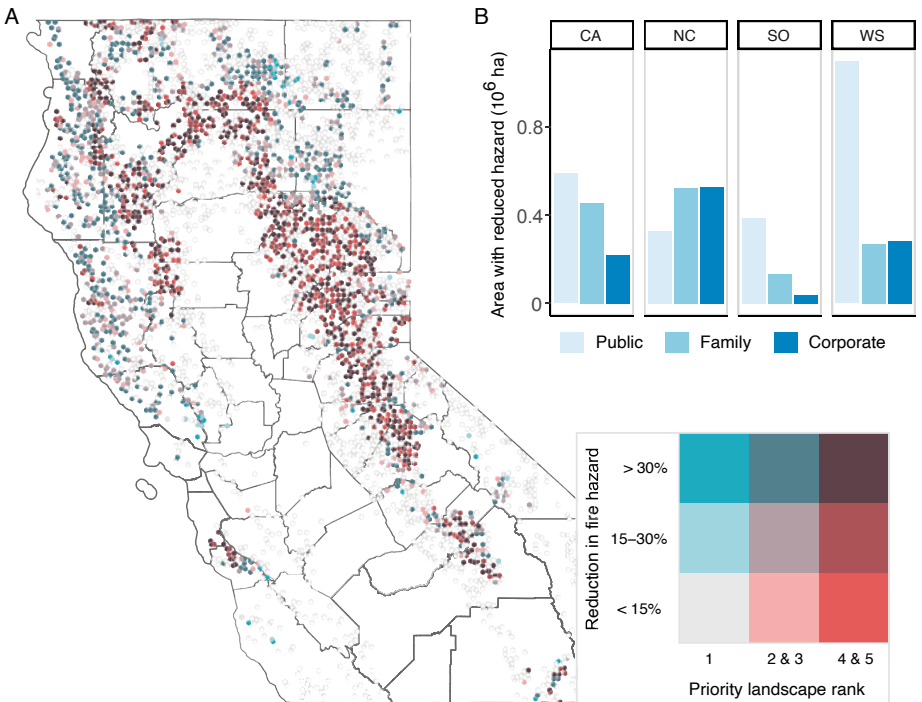 A
B
CA
NC
SO
WS
Area with reduced hazard (10⁶ ha)
0.8
0.4
0
Public
Family
Corporate
Reduction in fire hazard
> 30%
15–30%
< 15%
1
2 & 3
4 & 5
Priority landscape rank